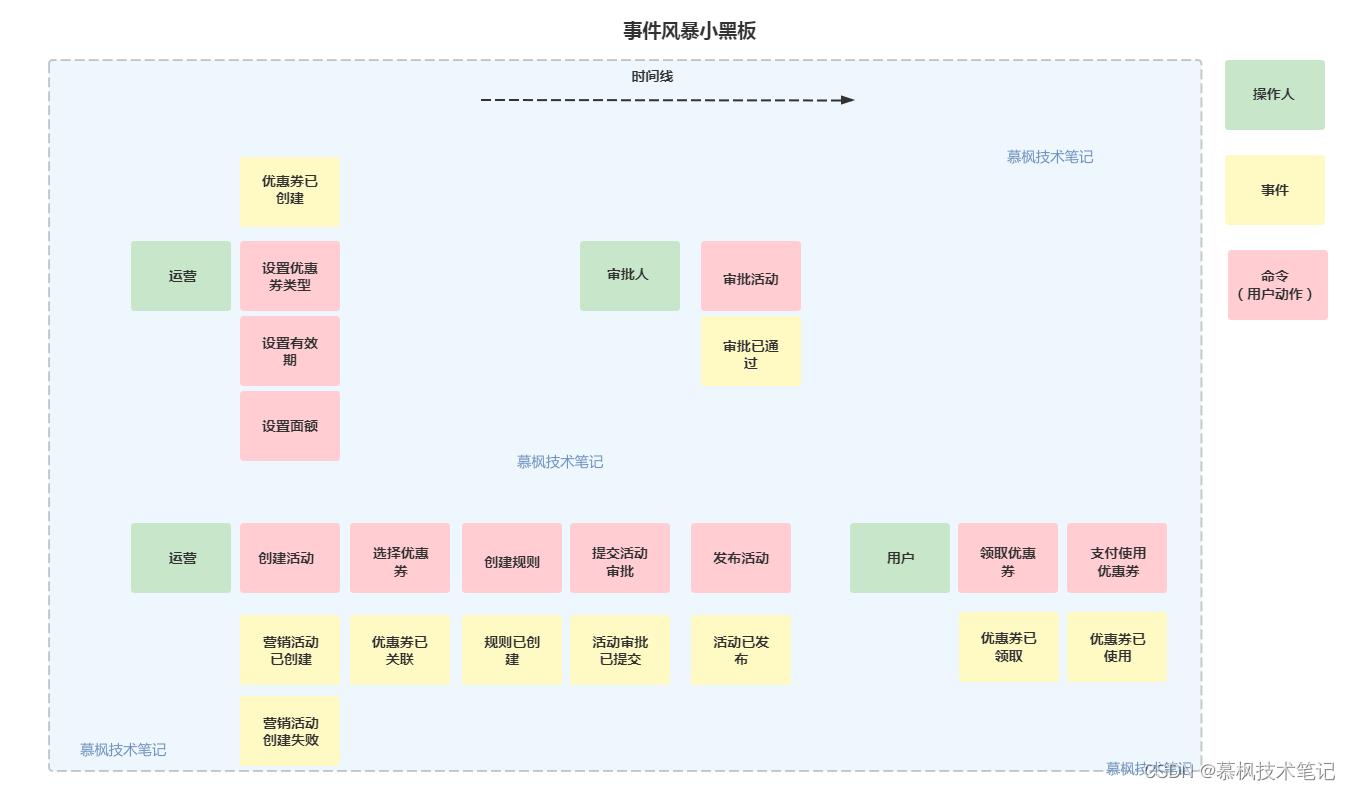 事件风暴小黑板
时间线
操作人
慕枫技术笔记
优惠券已
创建
事件
运营
设置优惠
券类型
审批人
审批活动
命令
（用户动作）
设置有效
期
审批已通
过
设置面额
慕枫技术笔记
运营
创建活动
选择优惠
券
创建规则
提交活动
审批
发布活动
用户
领取优惠
券
支付使用
优惠券
营销活动
已创建
优惠券已
关联
规则已创
建
活动审批
已提交
活动已发
布
优惠券已
领取
优惠券已
使用
营销活动
创建失败
慕枫技术笔记
慕枫技术笔记
CSDN @慕枫技术笔记